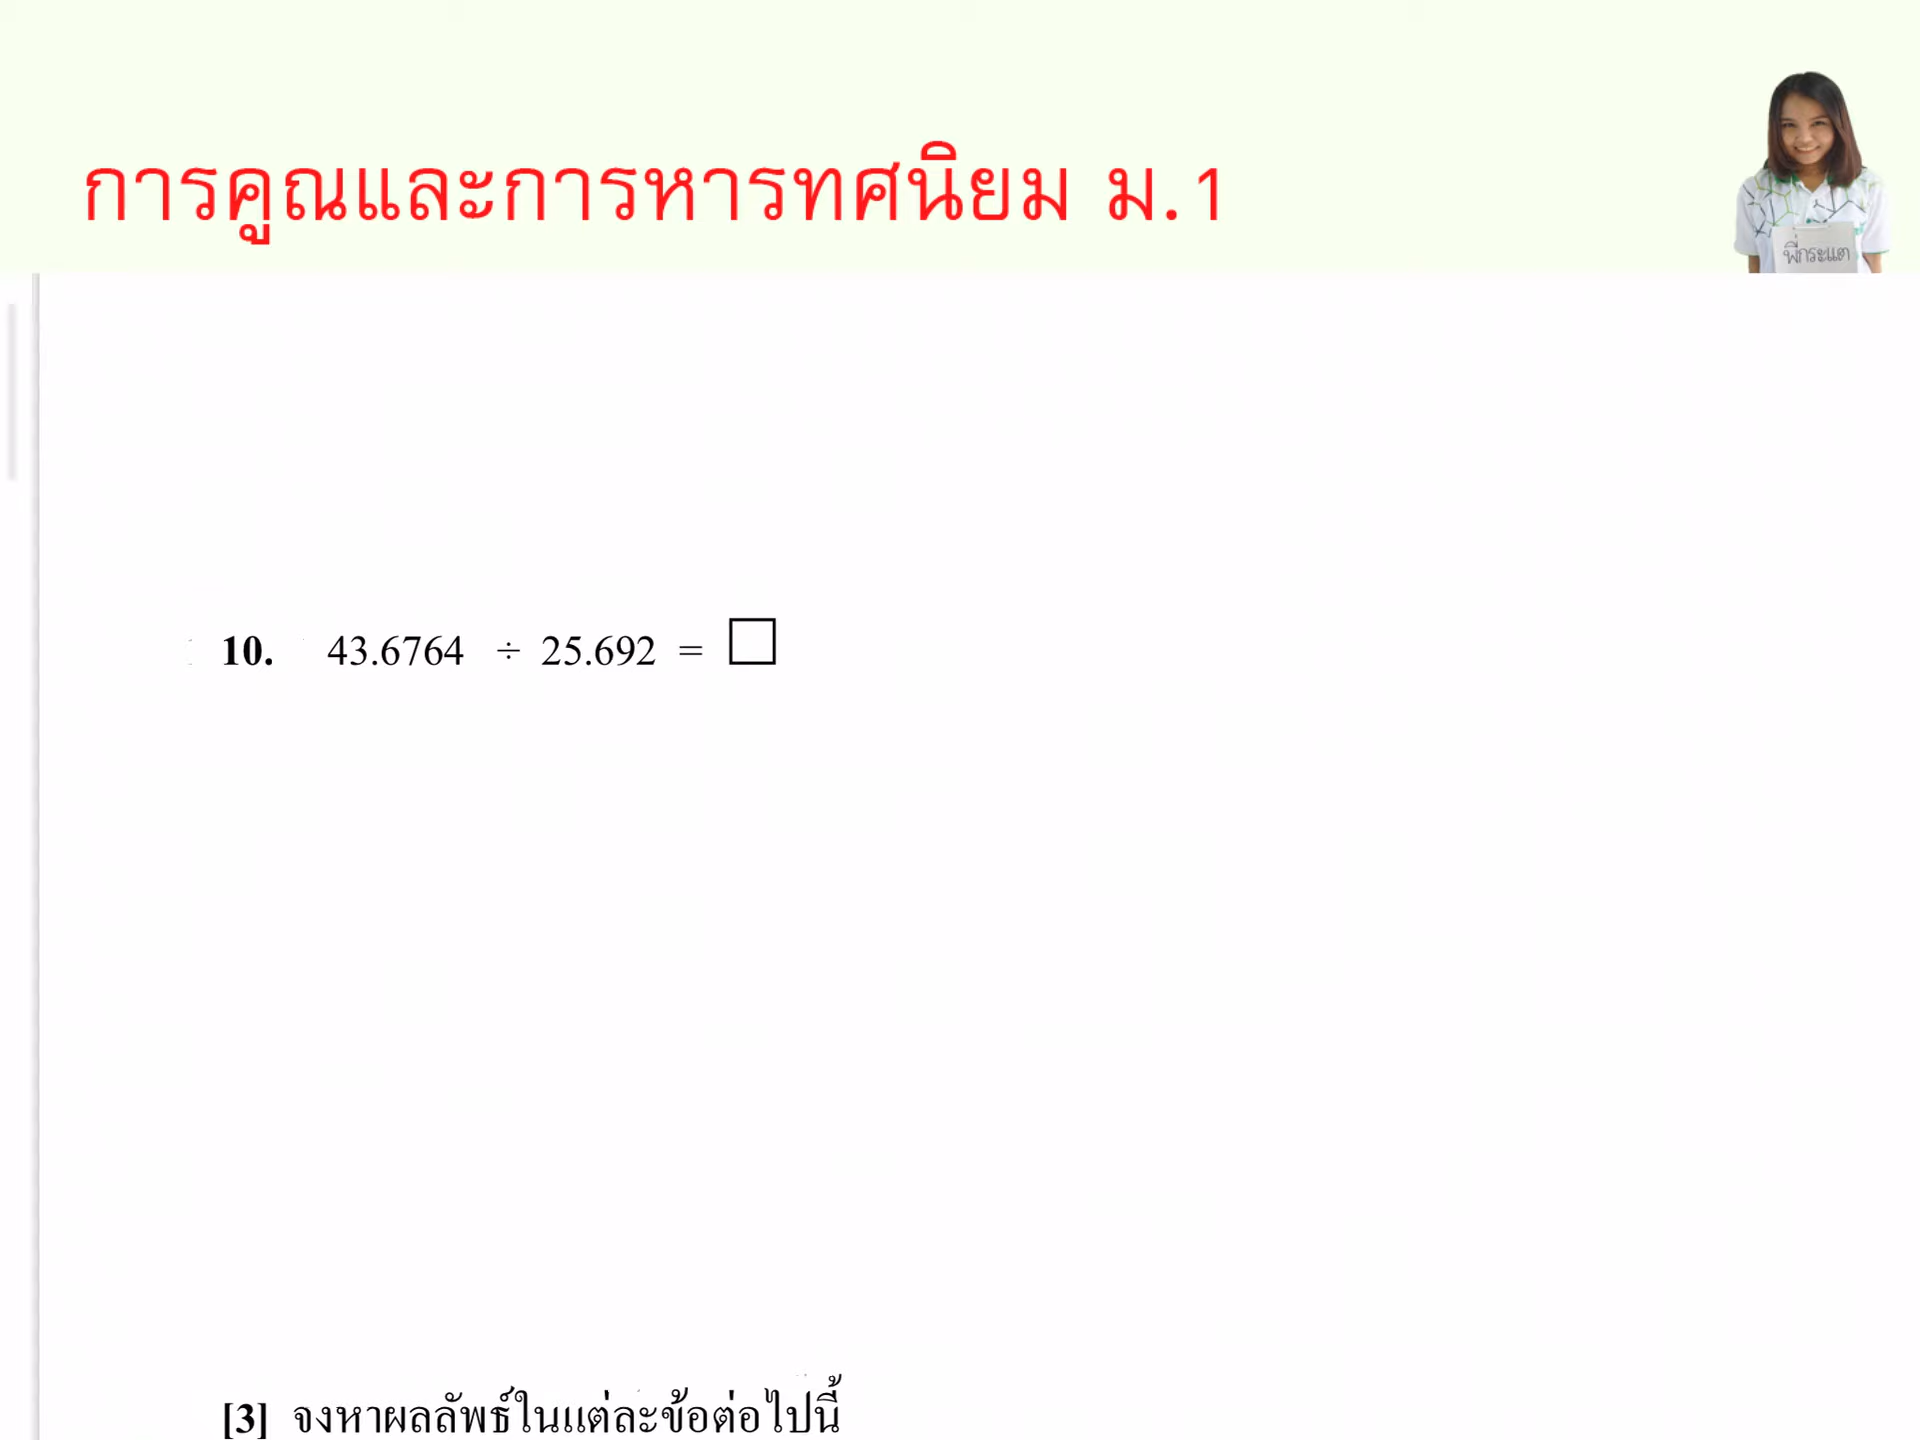 การคูณและการหารทศนิยม ม.1
พี่กระแต
10. 43.6764 ÷ 25.692 = □
[3] จงหาผลลัพธ์ในแต่ละข้อต่อไปนี้